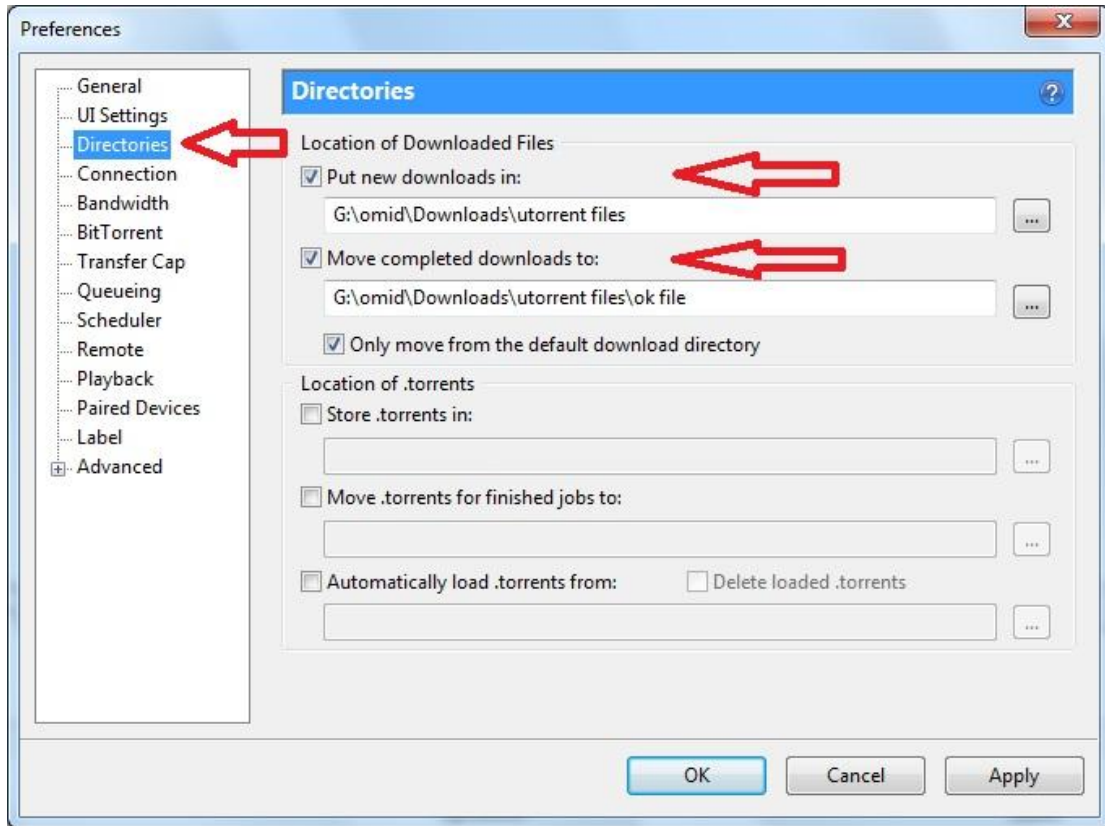 Preferences
General
UI Settings
Directories
Connection
Bandwidth
BitTorrent
Transfer Cap
Queueing
Scheduler
Remote
Playback
Paired Devices
Label
Advanced
Directories
Location of Downloaded Files
Put new downloads in:
G:\omid\Downloads\utorrent files
...
Move completed downloads to:
G:\omid\Downloads\utorrent files\ok file
...
Only move from the default download directory
Location of .torrents
Store .torrents in:
...
Move .torrents for finished jobs to:
...
Automatically load .torrents from: Delete loaded .torrents
...
OK Cancel Apply